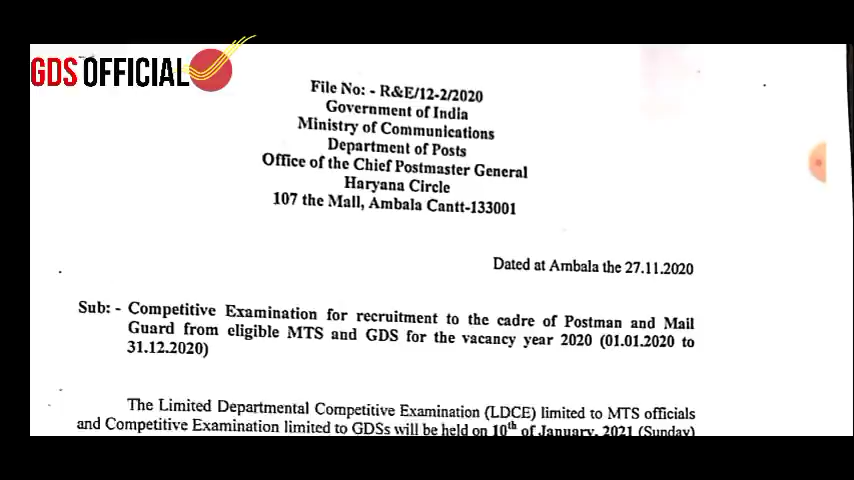 GDS OFFICIAL
File No: - R&E/12-2/2020
Government of India
Ministry of Communications
Department of Posts
Office of the Chief Postmaster General
Haryana Circle
107 the Mall, Ambala Cantt-133001
Dated at Ambala the 27.11.2020
Sub: - Competitive Examination for recruitment to the cadre of Postman and Mail
Guard from eligible MTS and GDS for the vacancy year 2020 (01.01.2020 to
31.12.2020)
The Limited Departmental Competitive Examination (LDCE) limited to MTS officials
and Competitive Examination limited to GDSs will be held on 10th of January, 2021 (Sunday)